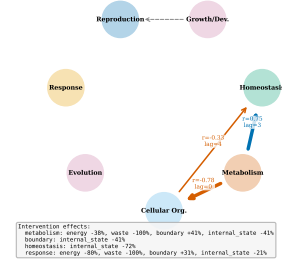 Reproduction
Growth/Dev.
Response
Homeostasis
r=0.75
lag=3
r=-0.33
lag=4
Evolution
Metabolism
r=-0.78
lag=0
Cellular Org.
Intervention effects:
metabolism: energy -38%, waste -100%, boundary +41%, internal_state -41%
boundary: internal_state -41%
homeostasis: internal_state -72%
response: energy -80%, waste -100%, boundary +31%, internal_state -21%